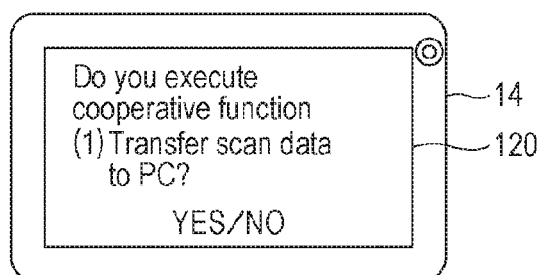 Do you execute
cooperative function
(1) Transfer scan data
to PC?
YES/NO
14
120